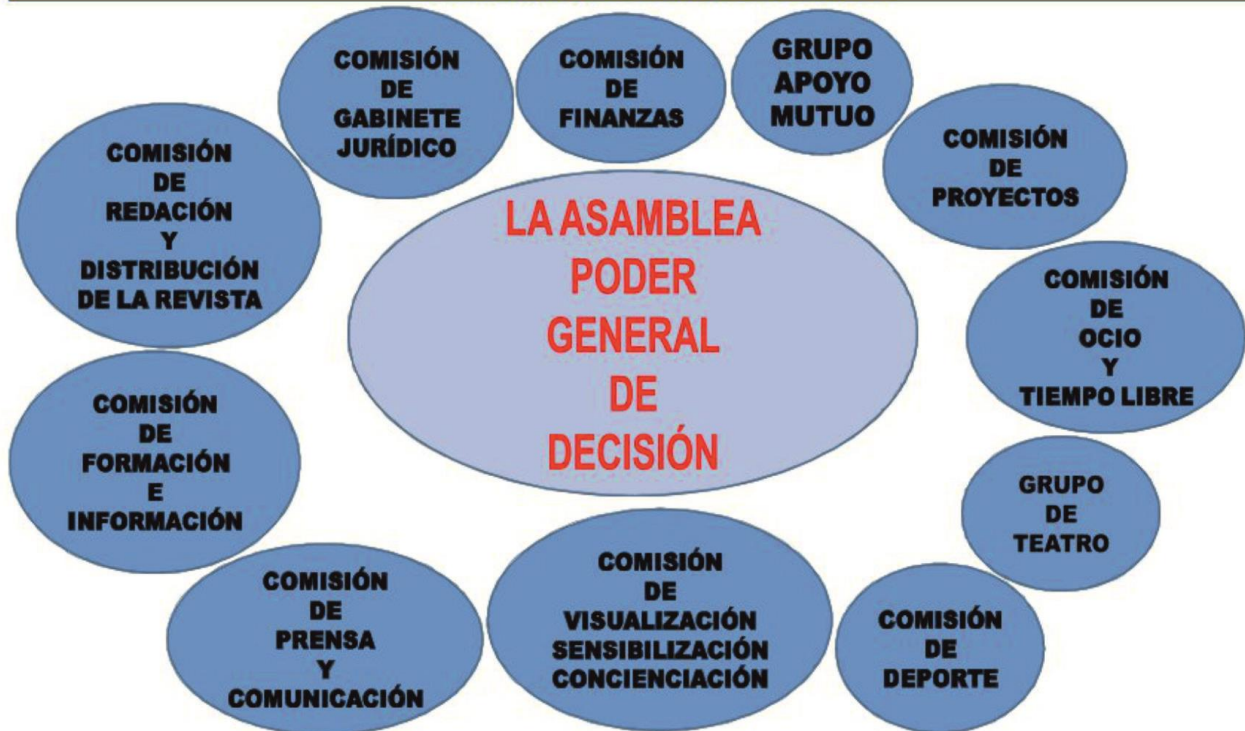 COMISIÓN
DE
GABINETE
JURÍDICO
COMISIÓN
DE
FINANZAS
GRUPO
APOYO
MUTUO
COMISIÓN
DE
PROYECTOS
COMISIÓN
DE
OCIO
Y
TIEMPO LIBRE
GRUPO
DE
TEATRO
COMISIÓN
DE
DEPORTE
COMISIÓN
DE
VISUALIZACIÓN
SENSIBILIZACIÓN
CONCIENCIACIÓN
COMISIÓN
DE
PRENSA
Y
COMUNICACIÓN
COMISIÓN
DE
FORMACIÓN
E
INFORMACIÓN
COMISIÓN
DE
REDACIÓN
Y
DISTRIBUCIÓN
DE LA REVISTA
LA ASAMBLEA
PODER
GENERAL
DE
DECISIÓN